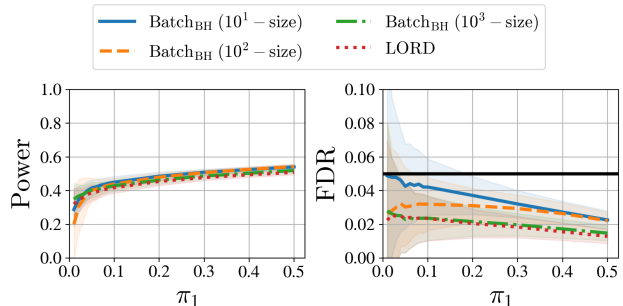 Batch_BH (10^1 − size)
Batch_BH (10^2 − size)
Batch_BH (10^3 − size)
LORD
Power
1.0
0.8
0.6
0.4
0.2
0.0
0.0 0.1 0.2 0.3 0.4 0.5
π_1
FDR
0.10
0.08
0.06
0.04
0.02
0.00
0.0 0.1 0.2 0.3 0.4 0.5
π_1